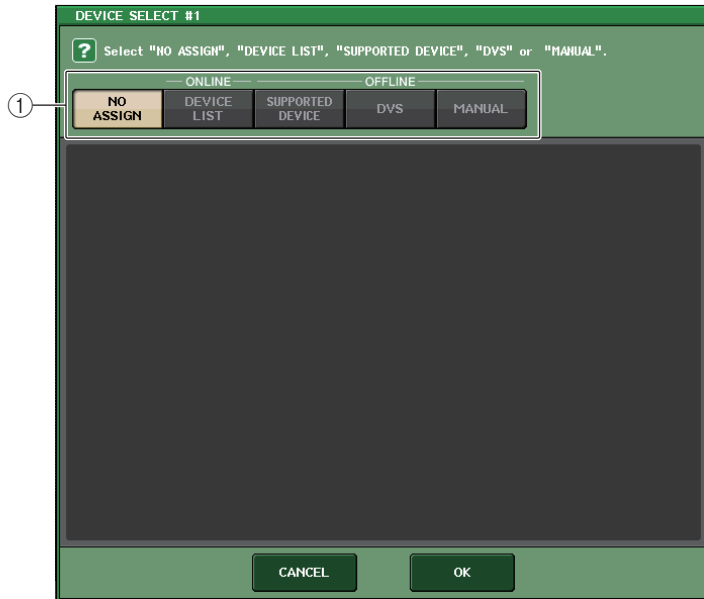 DEVICE SELECT #1
? Select "NO ASSIGN", "DEVICE LIST", "SUPPORTED DEVICE", "DVS" or "MANUAL".
ONLINE OFFLINE
1
NO ASSIGN
DEVICE LIST
SUPPORTED DEVICE
DVS
MANUAL
CANCEL OK